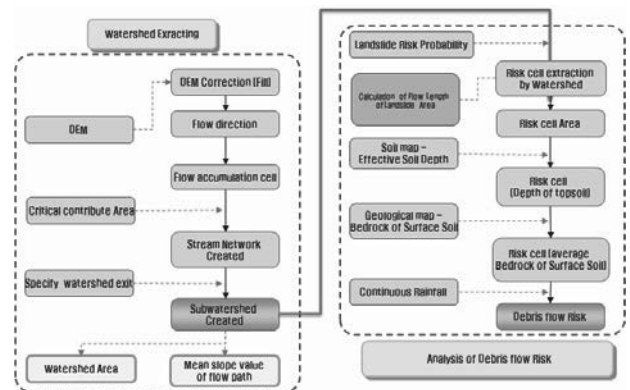 Watershed Extracting
DEM Correction (Fill)
DEM
Flow direction
Flow accumulation cell
Critical contribute Area
Stream Network
Created
Specify watershed exit
Subwatershed
Created
Watershed Area
Mean slope value
of flow path
Landslide Risk Probability
Risk cell extraction
by Watershed
Calculation of Flow Length
of landslide Area
Risk cell Area
Soil map -
Effective Soil Depth
Risk cell
(Depth of topsoil)
Geological map -
Bedrock of Surface Soil
Risk cell (average
Bedrock of Surface Soil)
Continuous Rainfall
Debris flow Risk
Analysis of Debris flow Risk